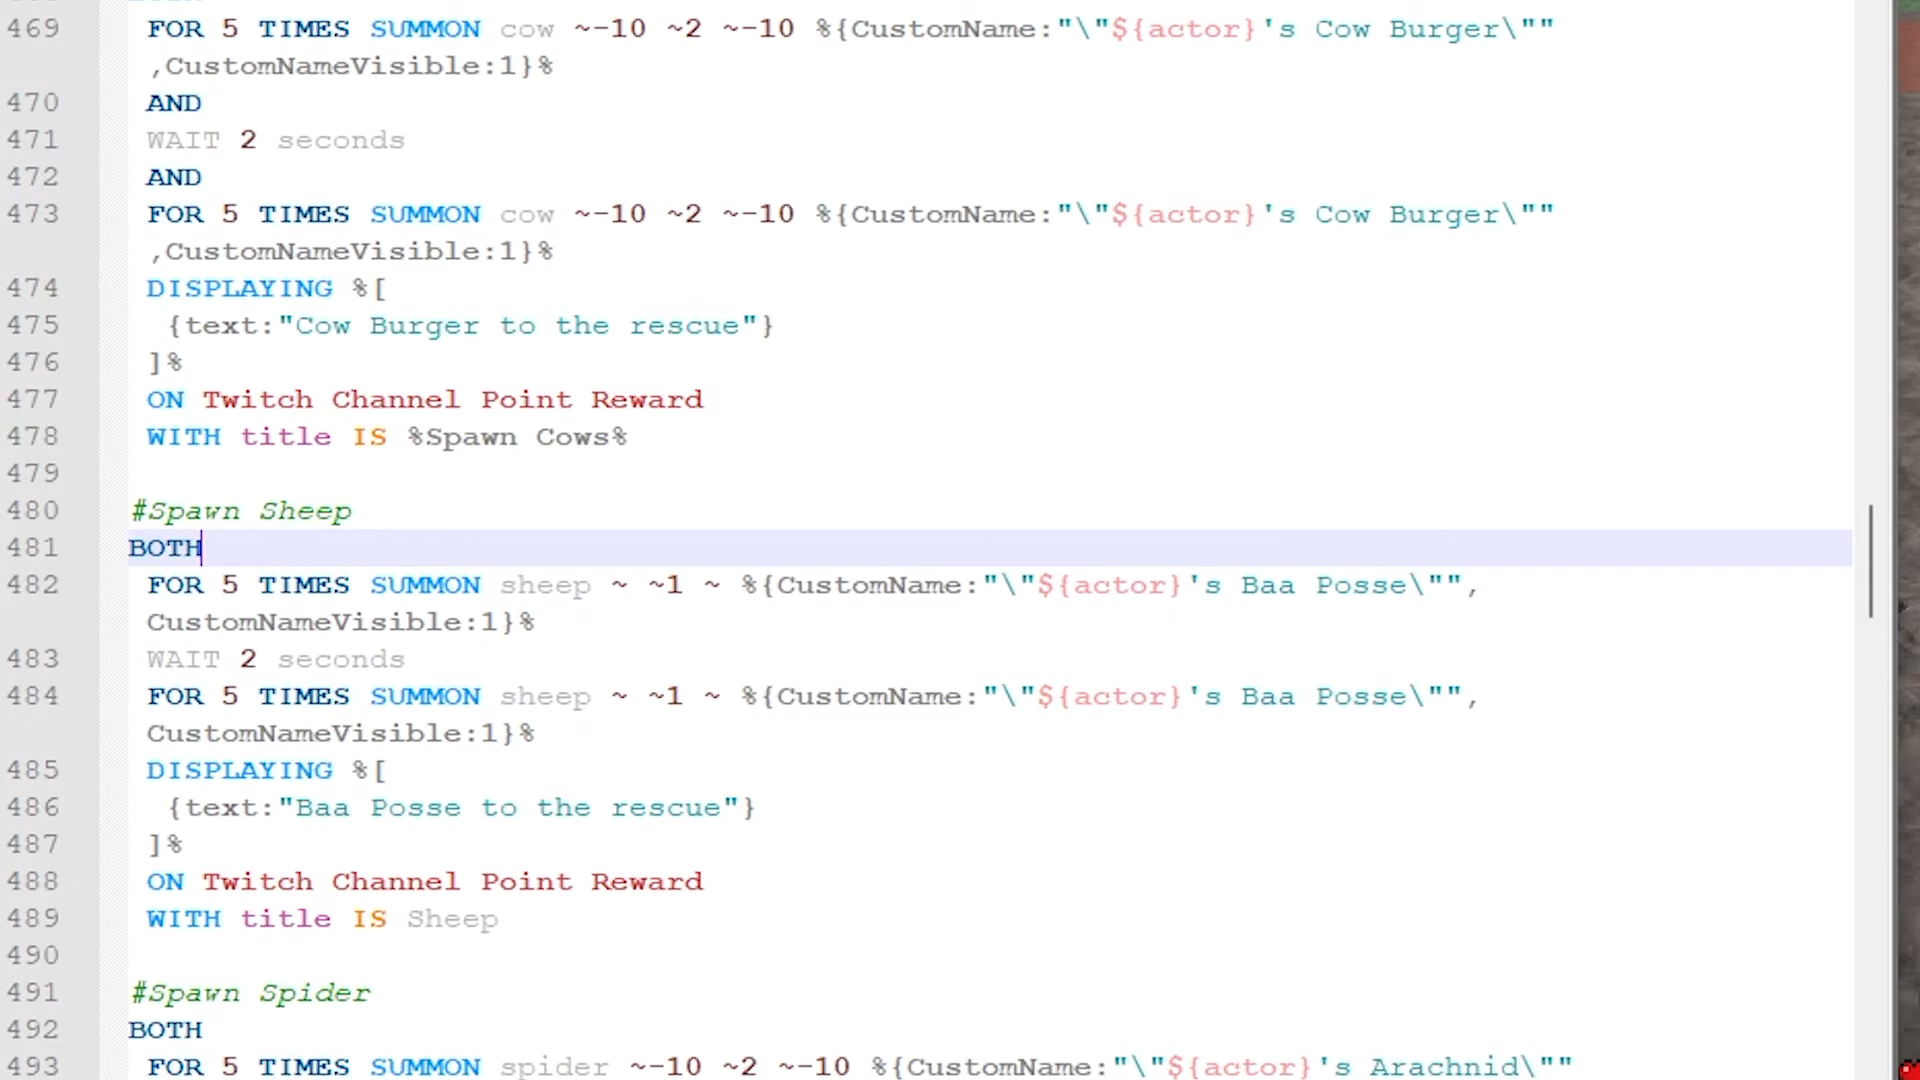 469 FOR 5 TIMES SUMMON cow ~-10 ~2 ~-10 %{CustomName:"\"${actor}'s Cow Burger\""
,CustomNameVisible:1}%
470 AND
471 WAIT 2 seconds
472 AND
473 FOR 5 TIMES SUMMON cow ~-10 ~2 ~-10 %{CustomName:"\"${actor}'s Cow Burger\""
,CustomNameVisible:1}%
474 DISPLAYING %[
475 {text:"Cow Burger to the rescue"}
476 ]%
477 ON Twitch Channel Point Reward
478 WITH title IS %Spawn Cows%
479
480 #Spawn Sheep
481 BOTH
482 FOR 5 TIMES SUMMON sheep ~ ~1 ~ %{CustomName:"\"${actor}'s Baa Posse\"",
CustomNameVisible:1}%
483 WAIT 2 seconds
484 FOR 5 TIMES SUMMON sheep ~ ~1 ~ %{CustomName:"\"${actor}'s Baa Posse\"",
CustomNameVisible:1}%
485 DISPLAYING %[
486 {text:"Baa Posse to the rescue"}
487 ]%
488 ON Twitch Channel Point Reward
489 WITH title IS Sheep
490
491 #Spawn Spider
492 BOTH
493 FOR 5 TIMES SUMMON spider ~-10 ~2 ~-10 %{CustomName:"\"${actor}'s Arachnid\""